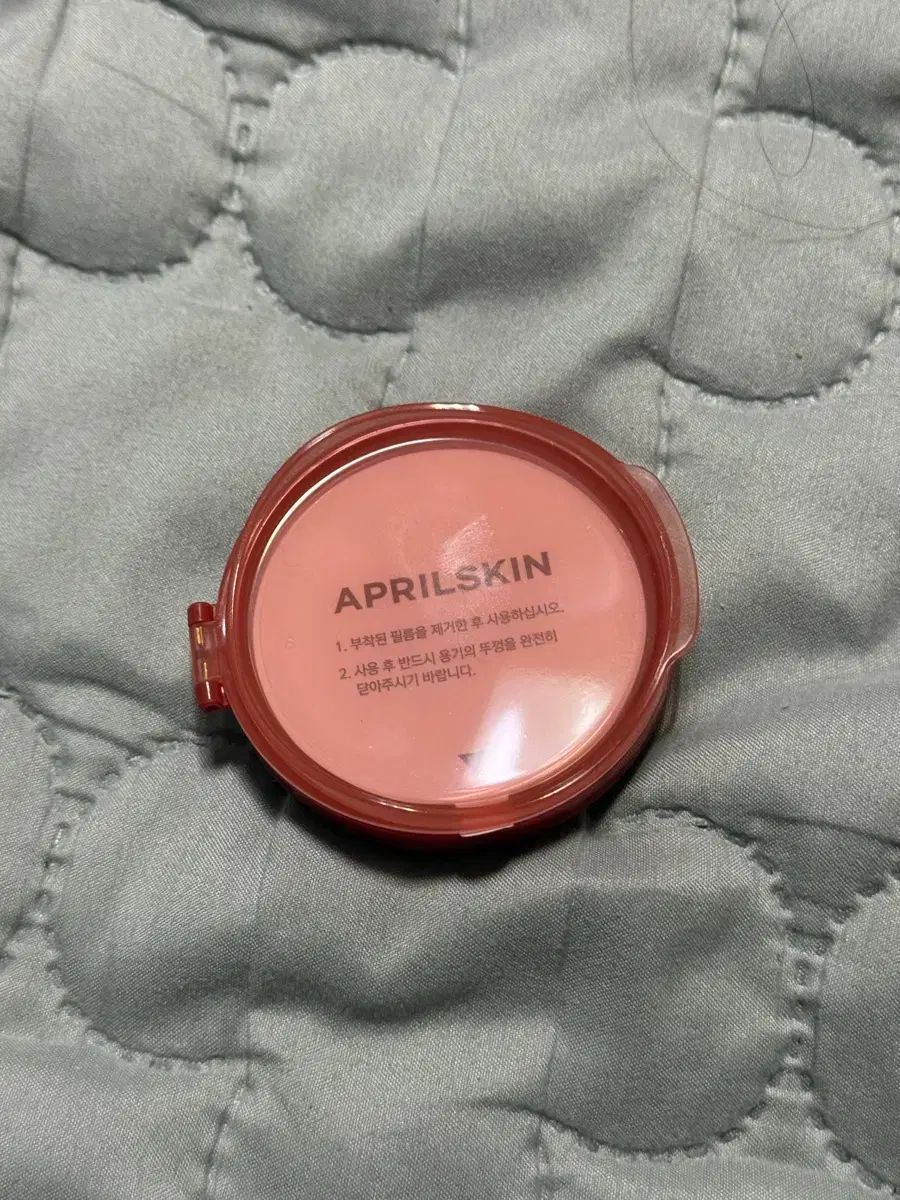 APRILSKIN
1. 부착된 필름을 제거한 후 사용하십시오.
2. 사용 후 반드시 용기의 뚜껑을 완전히
닫아주시기 바랍니다.